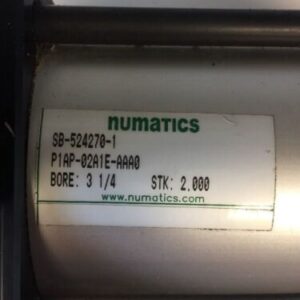 numatics
SB-524270-1
P1AP-02A1E-AAA0
BORE: 3 1/4 STK: 2.000
www.numatics.com